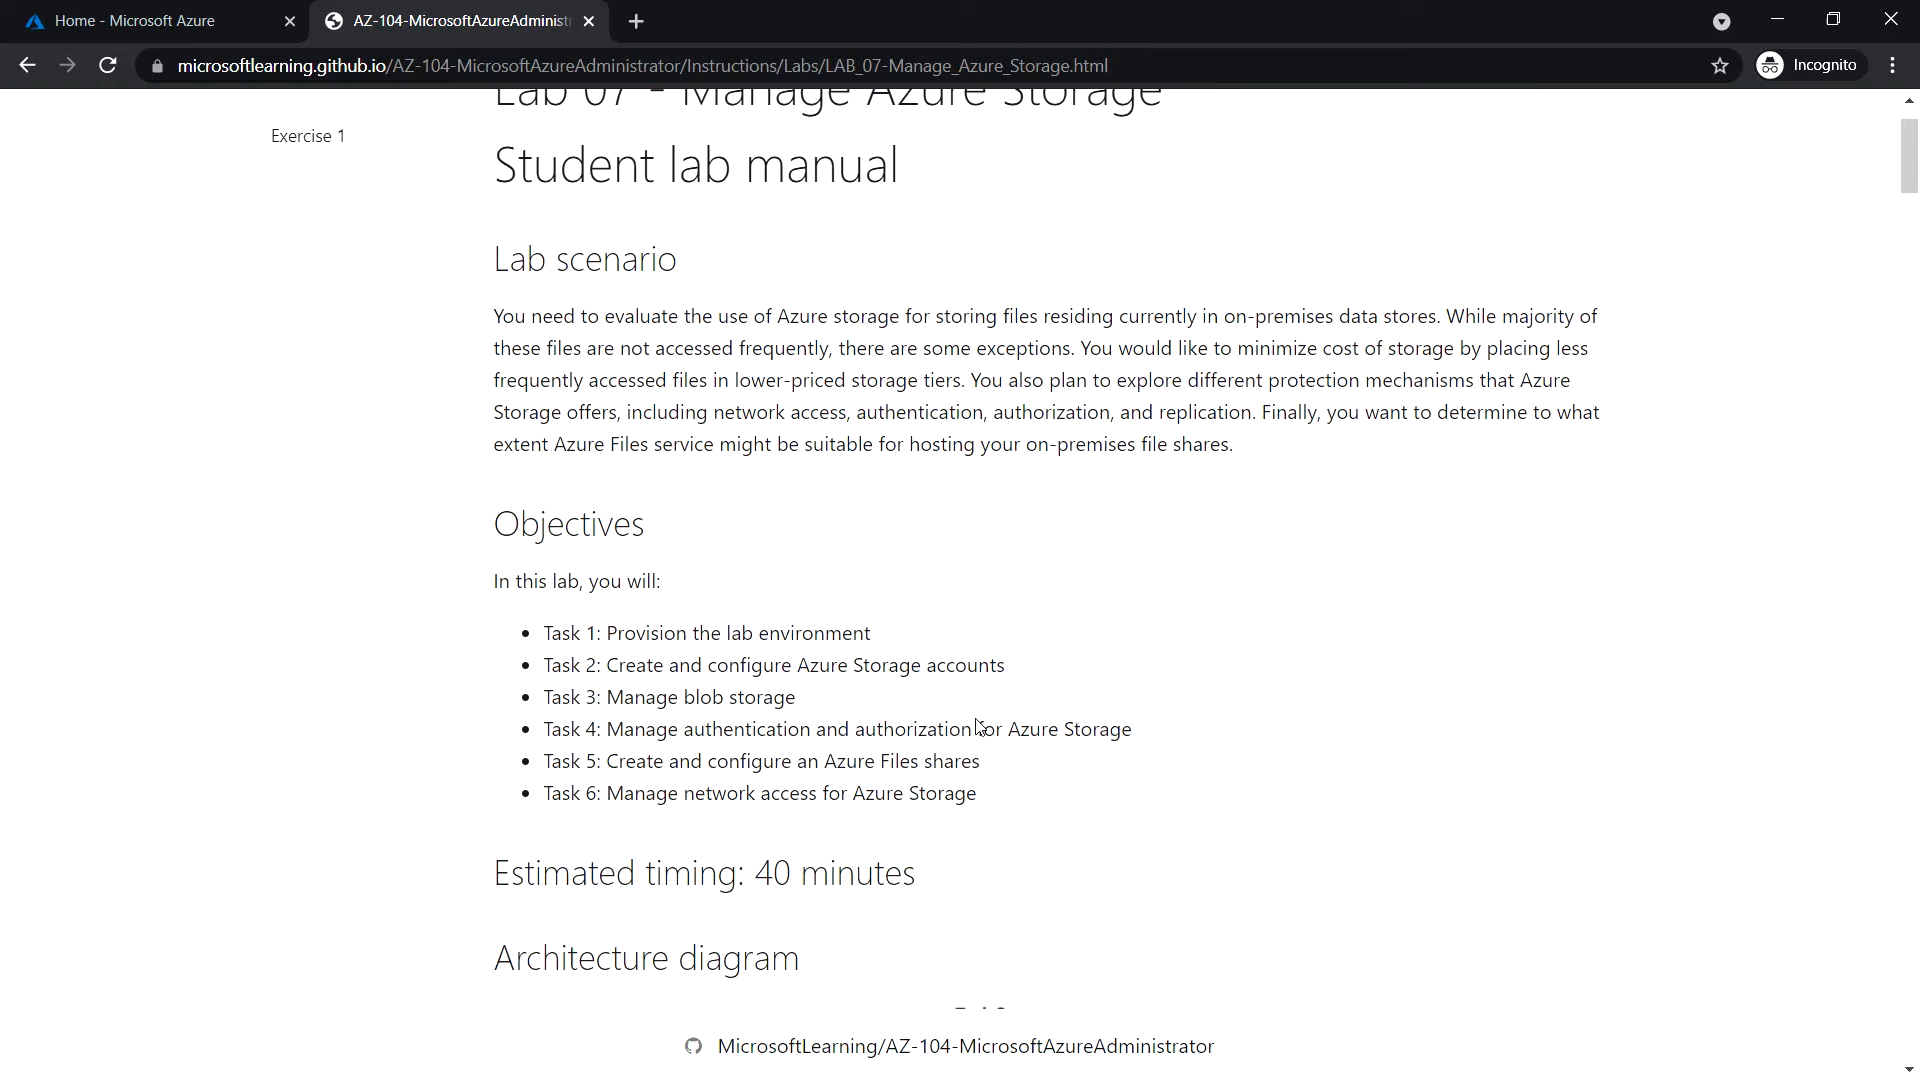 Home - Microsoft Azure
AZ-104-MicrosoftAzureAdminist
microsoftlearning.github.io/AZ-104-MicrosoftAzureAdministrator/Instructions/Labs/LAB_07-Manage_Azure_Storage.html
Incognito
Lab 07 - Manage Azure Storage
Exercise 1
Student lab manual
Lab scenario
You need to evaluate the use of Azure storage for storing files residing currently in on-premises data stores. While majority of
these files are not accessed frequently, there are some exceptions. You would like to minimize cost of storage by placing less
frequently accessed files in lower-priced storage tiers. You also plan to explore different protection mechanisms that Azure
Storage offers, including network access, authentication, authorization, and replication. Finally, you want to determine to what
extent Azure Files service might be suitable for hosting your on-premises file shares.
Objectives
In this lab, you will:
• Task 1: Provision the lab environment
• Task 2: Create and configure Azure Storage accounts
• Task 3: Manage blob storage
• Task 4: Manage authentication and authorization for Azure Storage
• Task 5: Create and configure an Azure Files shares
• Task 6: Manage network access for Azure Storage
Estimated timing: 40 minutes
Architecture diagram
MicrosoftLearning/AZ-104-MicrosoftAzureAdministrator